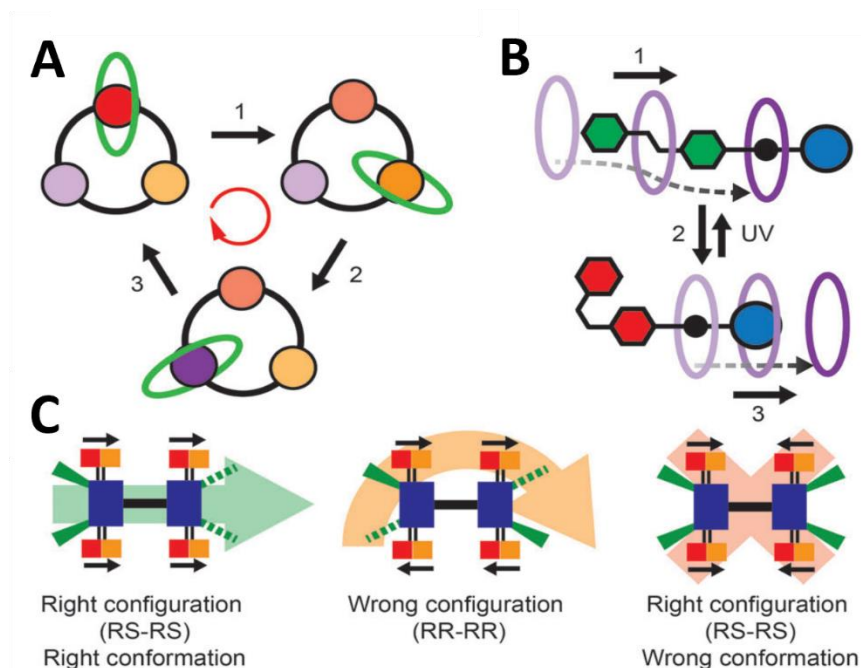 A
B
1
1
2
UV
3
2
3
C
Right configuration
(RS-RS)
Right conformation
Wrong configuration
(RR-RR)
Right configuration
(RS-RS)
Wrong conformation